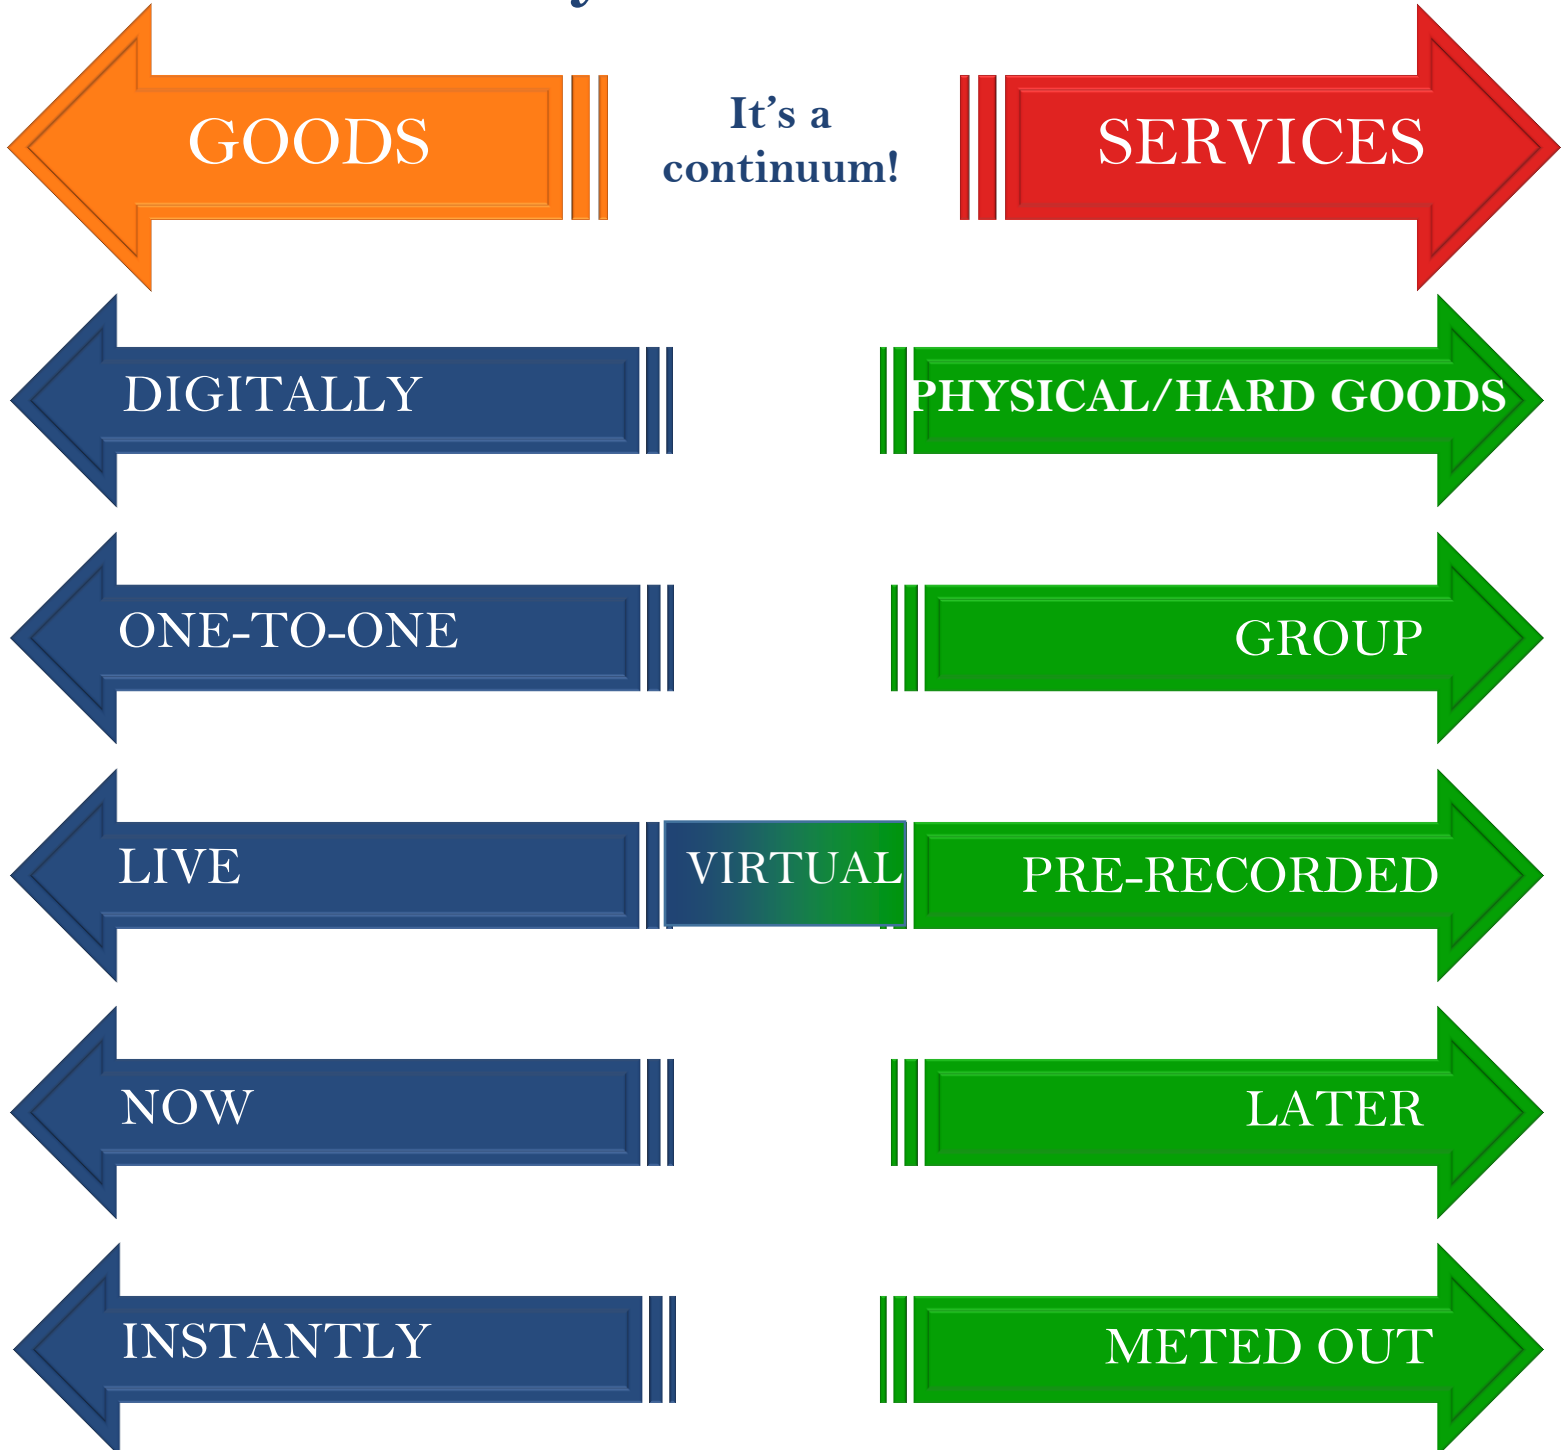 GOODS
It’s a
continuum!
SERVICES
DIGITALLY
PHYSICAL/HARD GOODS
ONE-TO-ONE
GROUP
LIVE
VIRTUAL
PRE-RECORDED
NOW
LATER
INSTANTLY
METED OUT